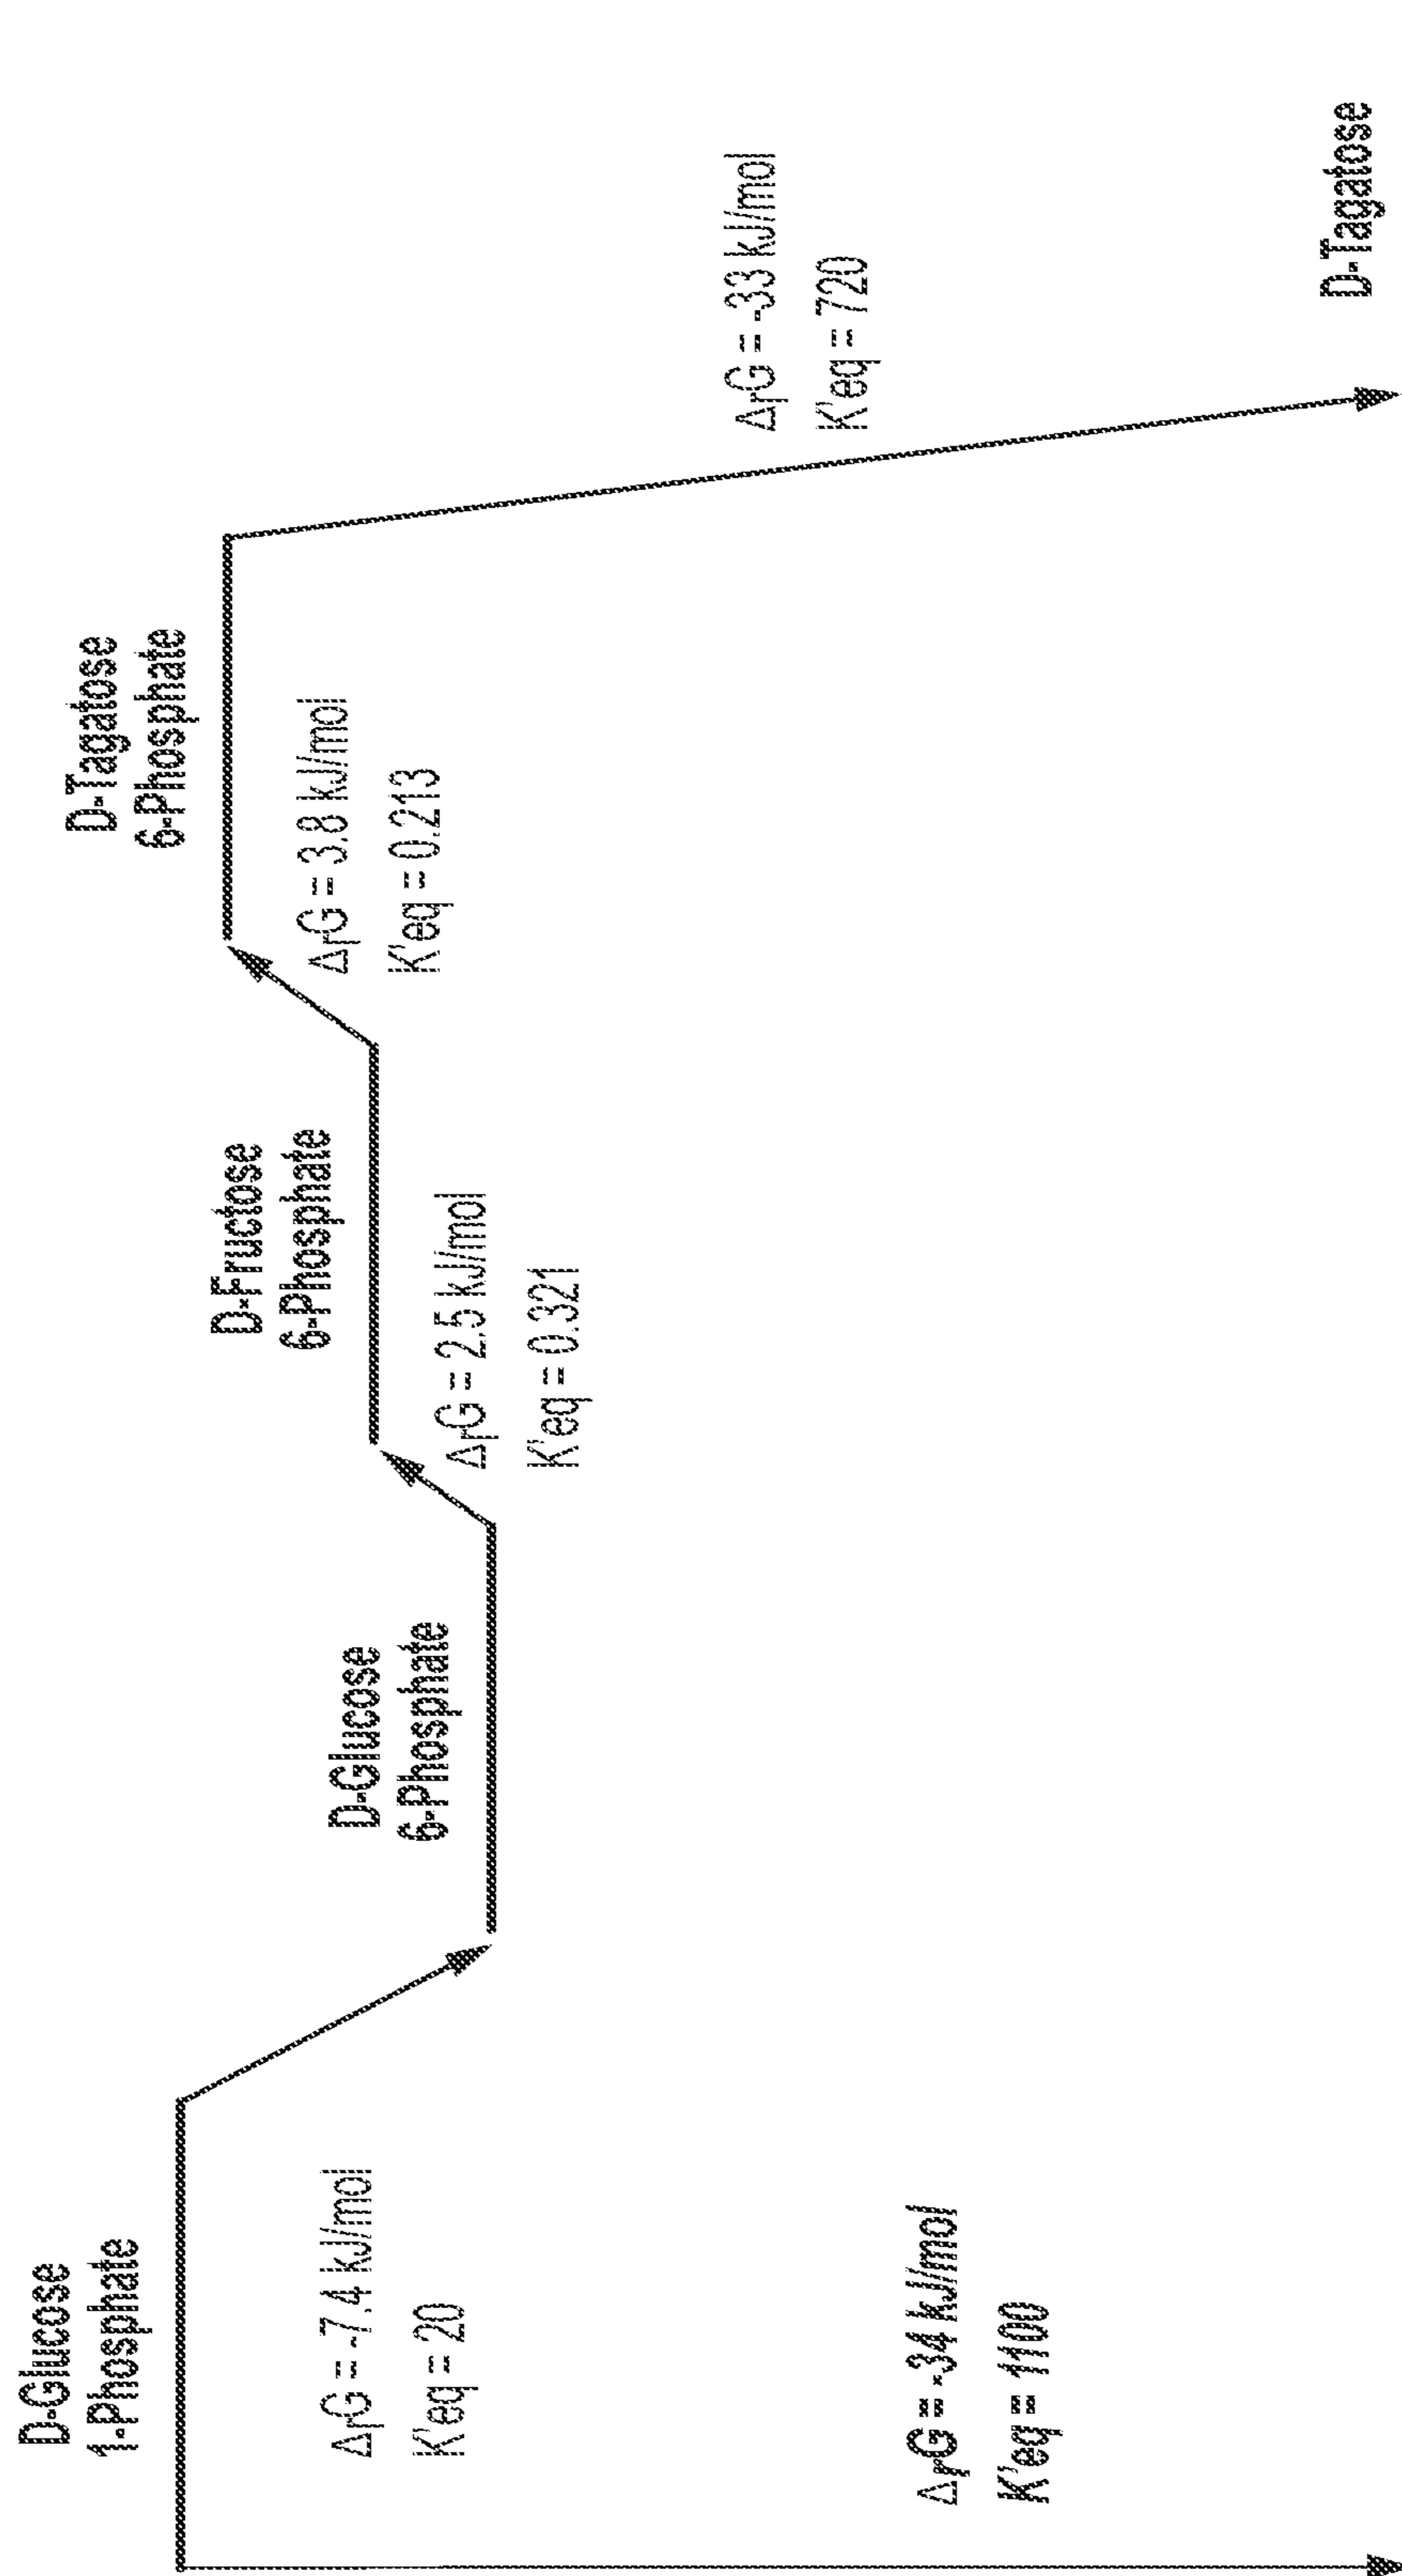 D-Glucose
1-Phosphate
ΔrG = -7.4 kJ/mol
K'eq = 20
ΔrG = -34 kJ/mol
K'eq = 1100
D-Glucose
6-Phosphate
ΔrG = 2.5 kJ/mol
K'eq = 0.321
D-Fructose
6-Phosphate
ΔrG = 3.8 kJ/mol
K'eq = 0.213
D-Tagatose
6-Phosphate
ΔrG = -33 kJ/mol
K'eq = 720
D-Tagatose